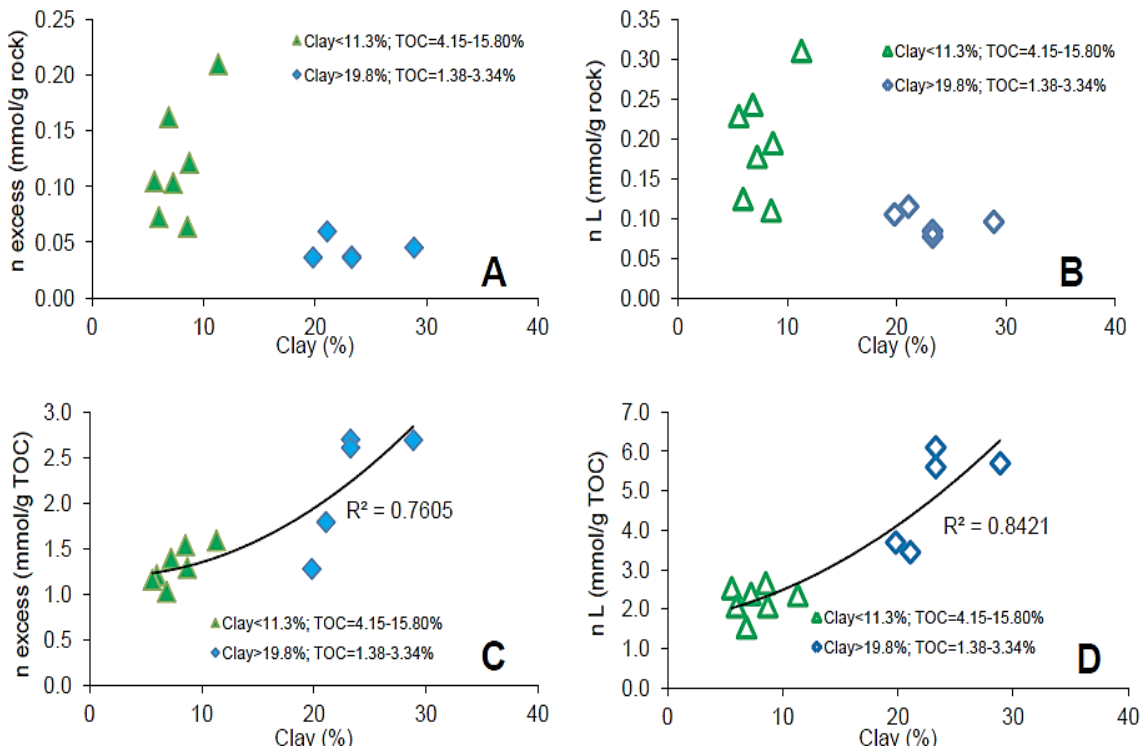 n excess (mmol/g rock)
0.25
0.20
0.15
0.10
0.05
0.00
Clay<11.3%; TOC=4.15-15.80%
Clay>19.8%; TOC=1.38-3.34%
A
0
10
20
30
40
Clay (%)
n L (mmol/g rock)
0.35
0.30
0.25
0.20
0.15
0.10
0.05
0.00
Clay<11.3%; TOC=4.15-15.80%
Clay>19.8%; TOC=1.38-3.34%
B
0
10
20
30
40
Clay (%)
n excess (mmol/g TOC)
3.0
2.5
2.0
1.5
1.0
0.5
0.0
R² = 0.7605
Clay<11.3%; TOC=4.15-15.80%
Clay>19.8%; TOC=1.38-3.34%
C
0
10
20
30
40
Clay (%)
n L (mmol/g TOC)
7.0
6.0
5.0
4.0
3.0
2.0
1.0
0.0
R² = 0.8421
Clay<11.3%; TOC=4.15-15.80%
Clay>19.8%; TOC=1.38-3.34%
D
0
10
20
30
40
Clay (%)